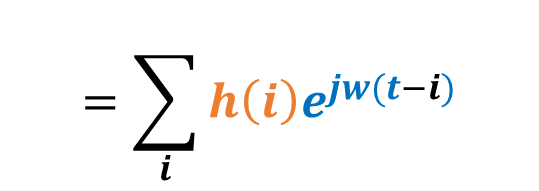 = ∑ h(i)e^{jw(t−i)}
i